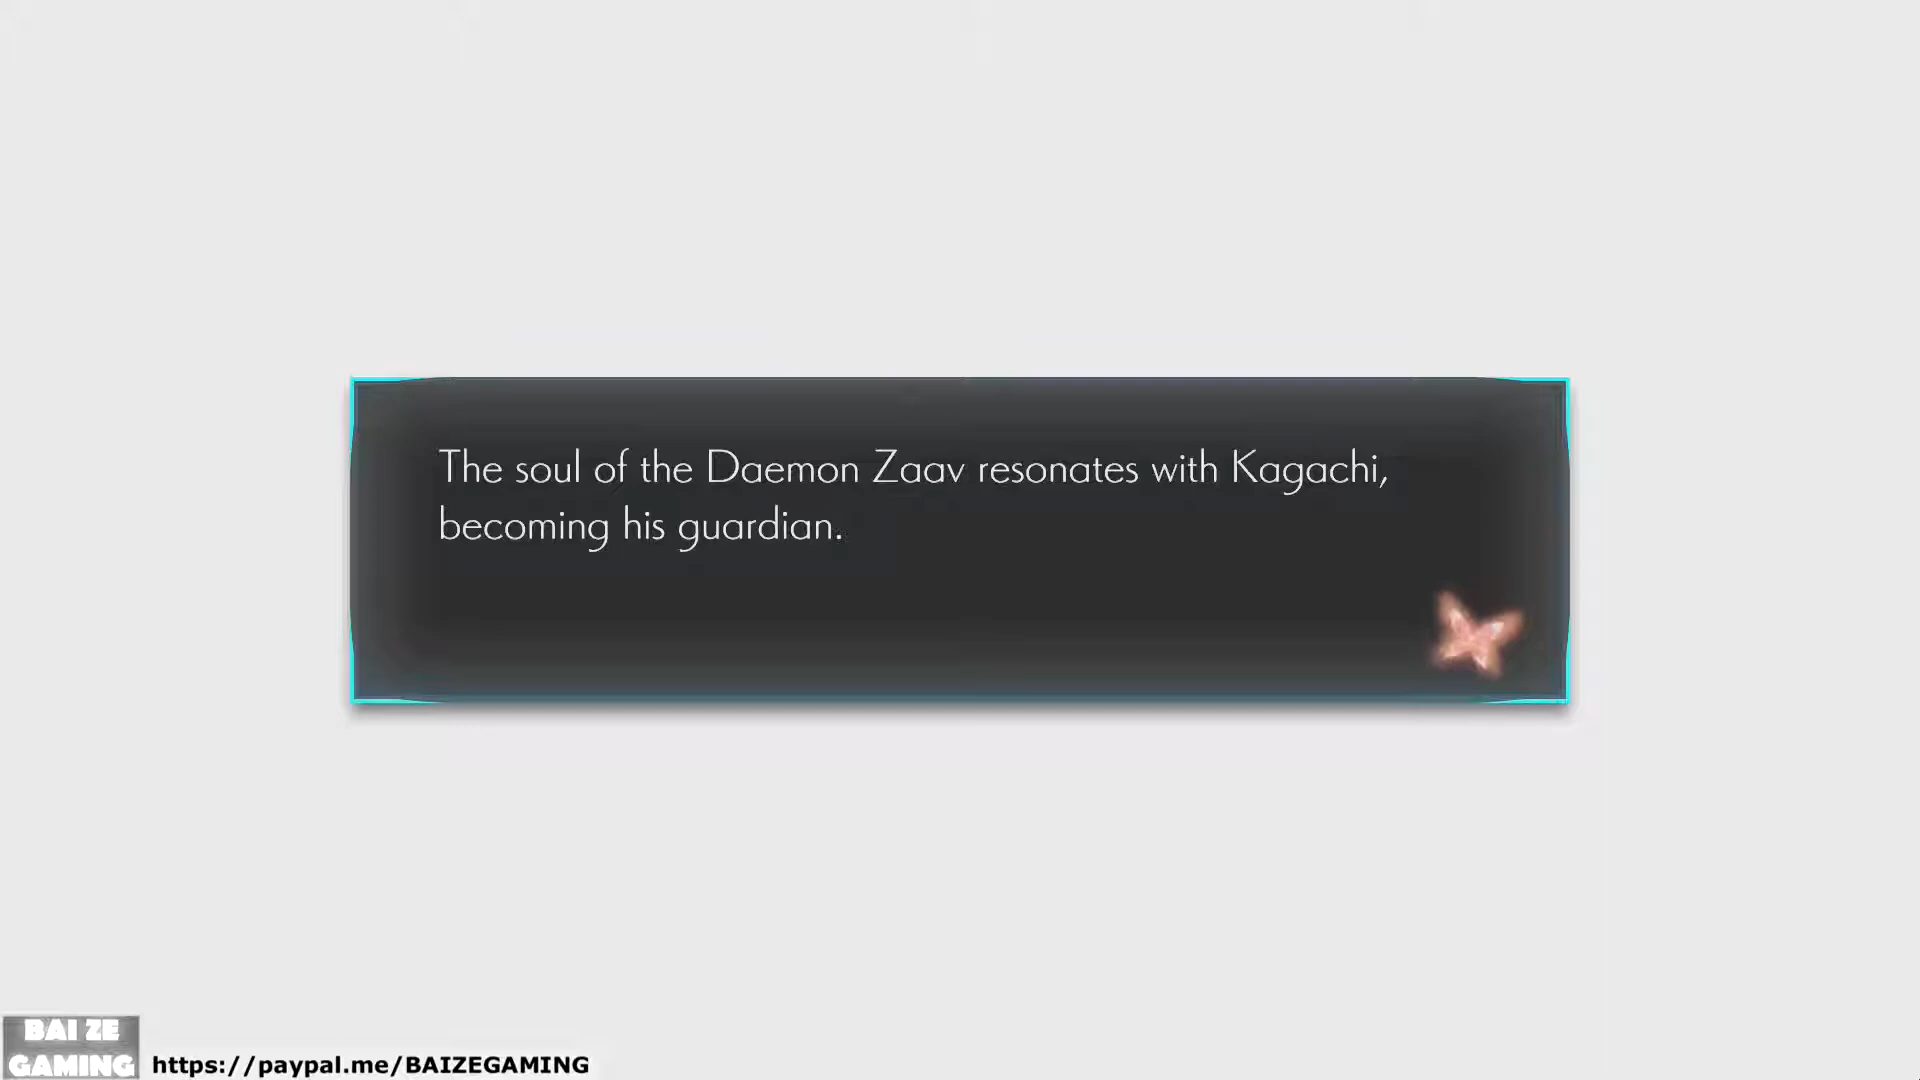 The soul of the Daemon Zaav resonates with Kagachi,
becoming his guardian.
BAI ZE
GAMING
https://paypal.me/BAIZEGAMING